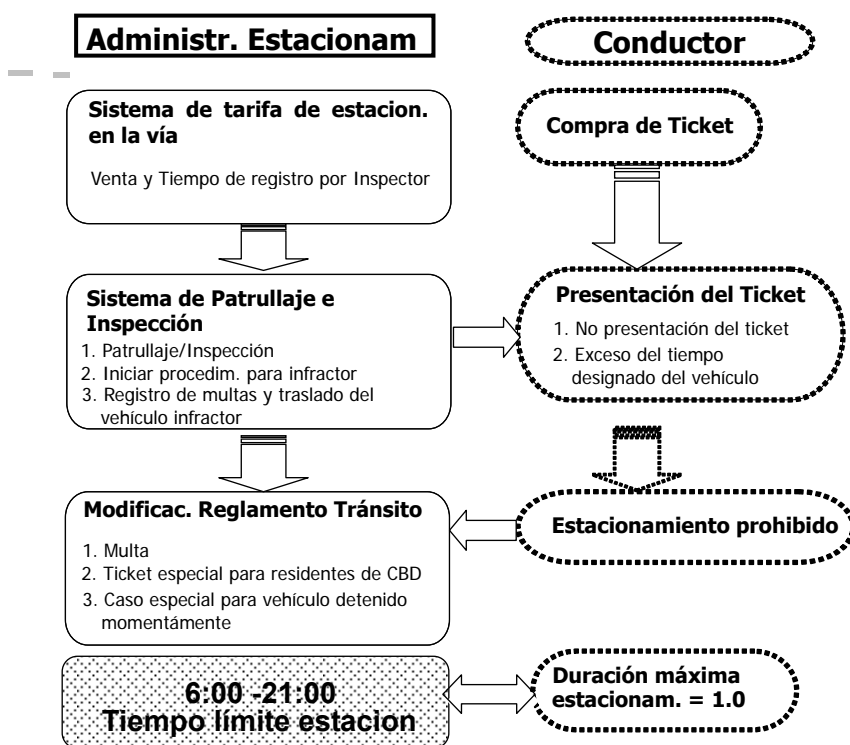 Administr. Estacionam
Conductor
Sistema de tarifa de estacion.
en la vía
Venta y Tiempo de registro por Inspector
Compra de Ticket
Sistema de Patrullaje e
Inspección
1. Patrullaje/Inspección
2. Iniciar procedim. para infractor
3. Registro de multas y traslado del
vehículo infractor
Presentación del Ticket
1. No presentación del ticket
2. Exceso del tiempo
designado del vehículo
Modificac. Reglamento Tránsito
1. Multa
2. Ticket especial para residentes de CBD
3. Caso especial para vehículo detenido
momentámente
Estacionamiento prohibido
6:00 -21:00
Tiempo límite estacion
Duración máxima
estacionam. = 1.0